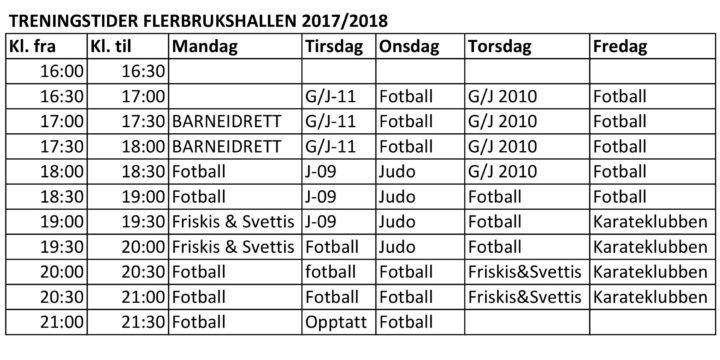 TRENINGSTIDER FLERBRUKSHALLEN 2017/2018
Kl. fra Kl. til Mandag Tirsdag Onsdag Torsdag Fredag
16:00 16:30
16:30 17:00 G/J-11 Fotball G/J 2010 Fotball
17:00 17:30 BARNEIDRETT G/J-11 Fotball G/J 2010 Fotball
17:30 18:00 BARNEIDRETT G/J-11 Fotball G/J 2010 Fotball
18:00 18:30 Fotball J-09 Judo G/J 2010 Fotball
18:30 19:00 Fotball J-09 Judo Fotball Fotball
19:00 19:30 Friskis & Svettis J-09 Judo Fotball Karateklubben
19:30 20:00 Friskis & Svettis Fotball Judo Fotball Karateklubben
20:00 20:30 Fotball fotball Fotball Friskis&Svettis Karateklubben
20:30 21:00 Fotball Fotball Fotball Friskis&Svettis Karateklubben
21:00 21:30 Fotball Opptatt Fotball